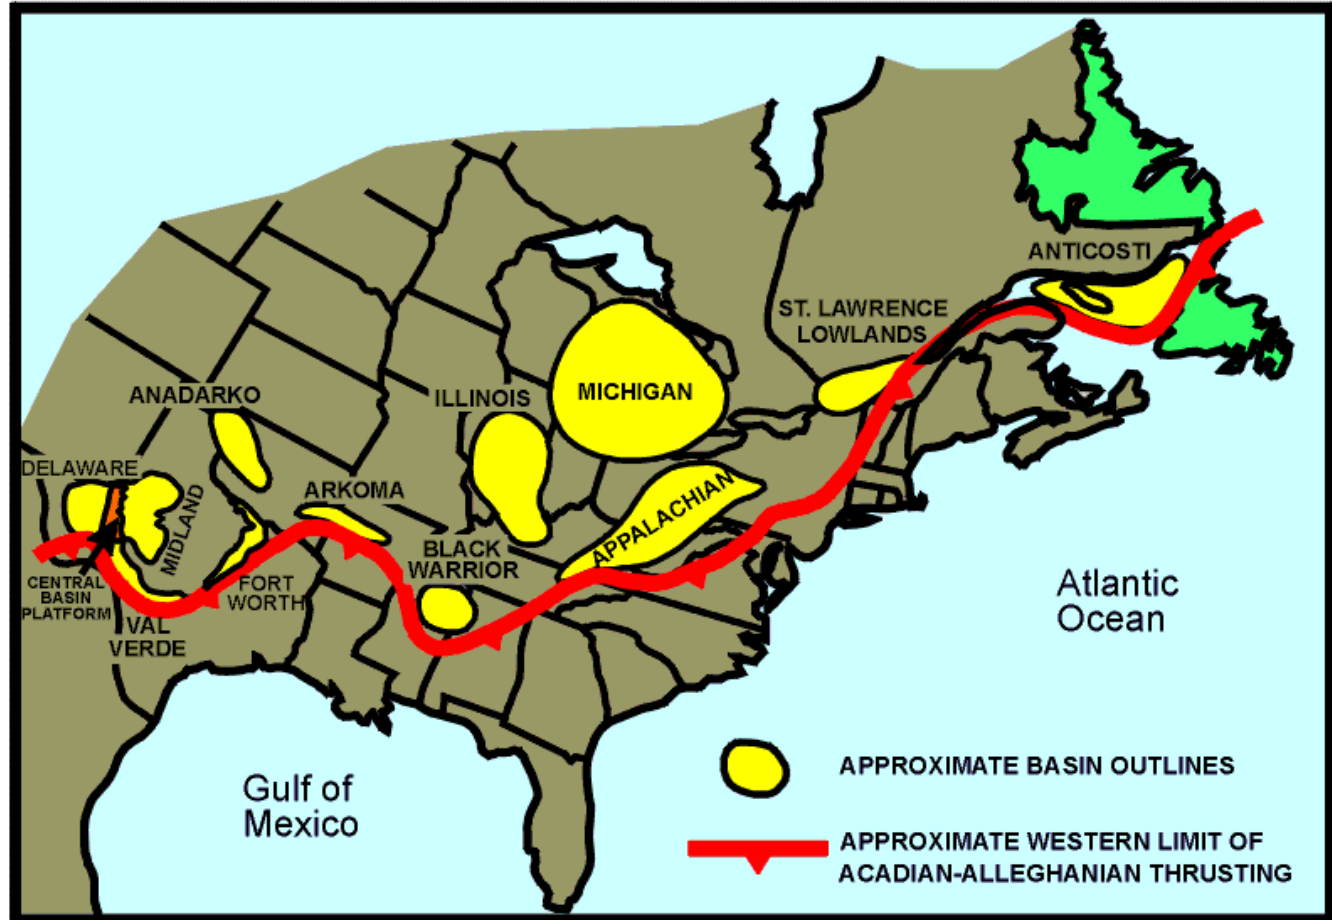 ANTICOSTI
ST. LAWRENCE
LOWLANDS
ANADARKO
ILLINOIS
MICHIGAN
DELAWARE
ARKOMA
MIDLAND
APPALACHIAN
BLACK
WARRIOR
CENTRAL
BASIN
PLATFORM
FORT
WORTH
VAL
VERDE
Atlantic
Ocean
Gulf of
Mexico
APPROXIMATE BASIN OUTLINES
APPROXIMATE WESTERN LIMIT OF
ACADIAN-ALLEGHANIAN THRUSTING